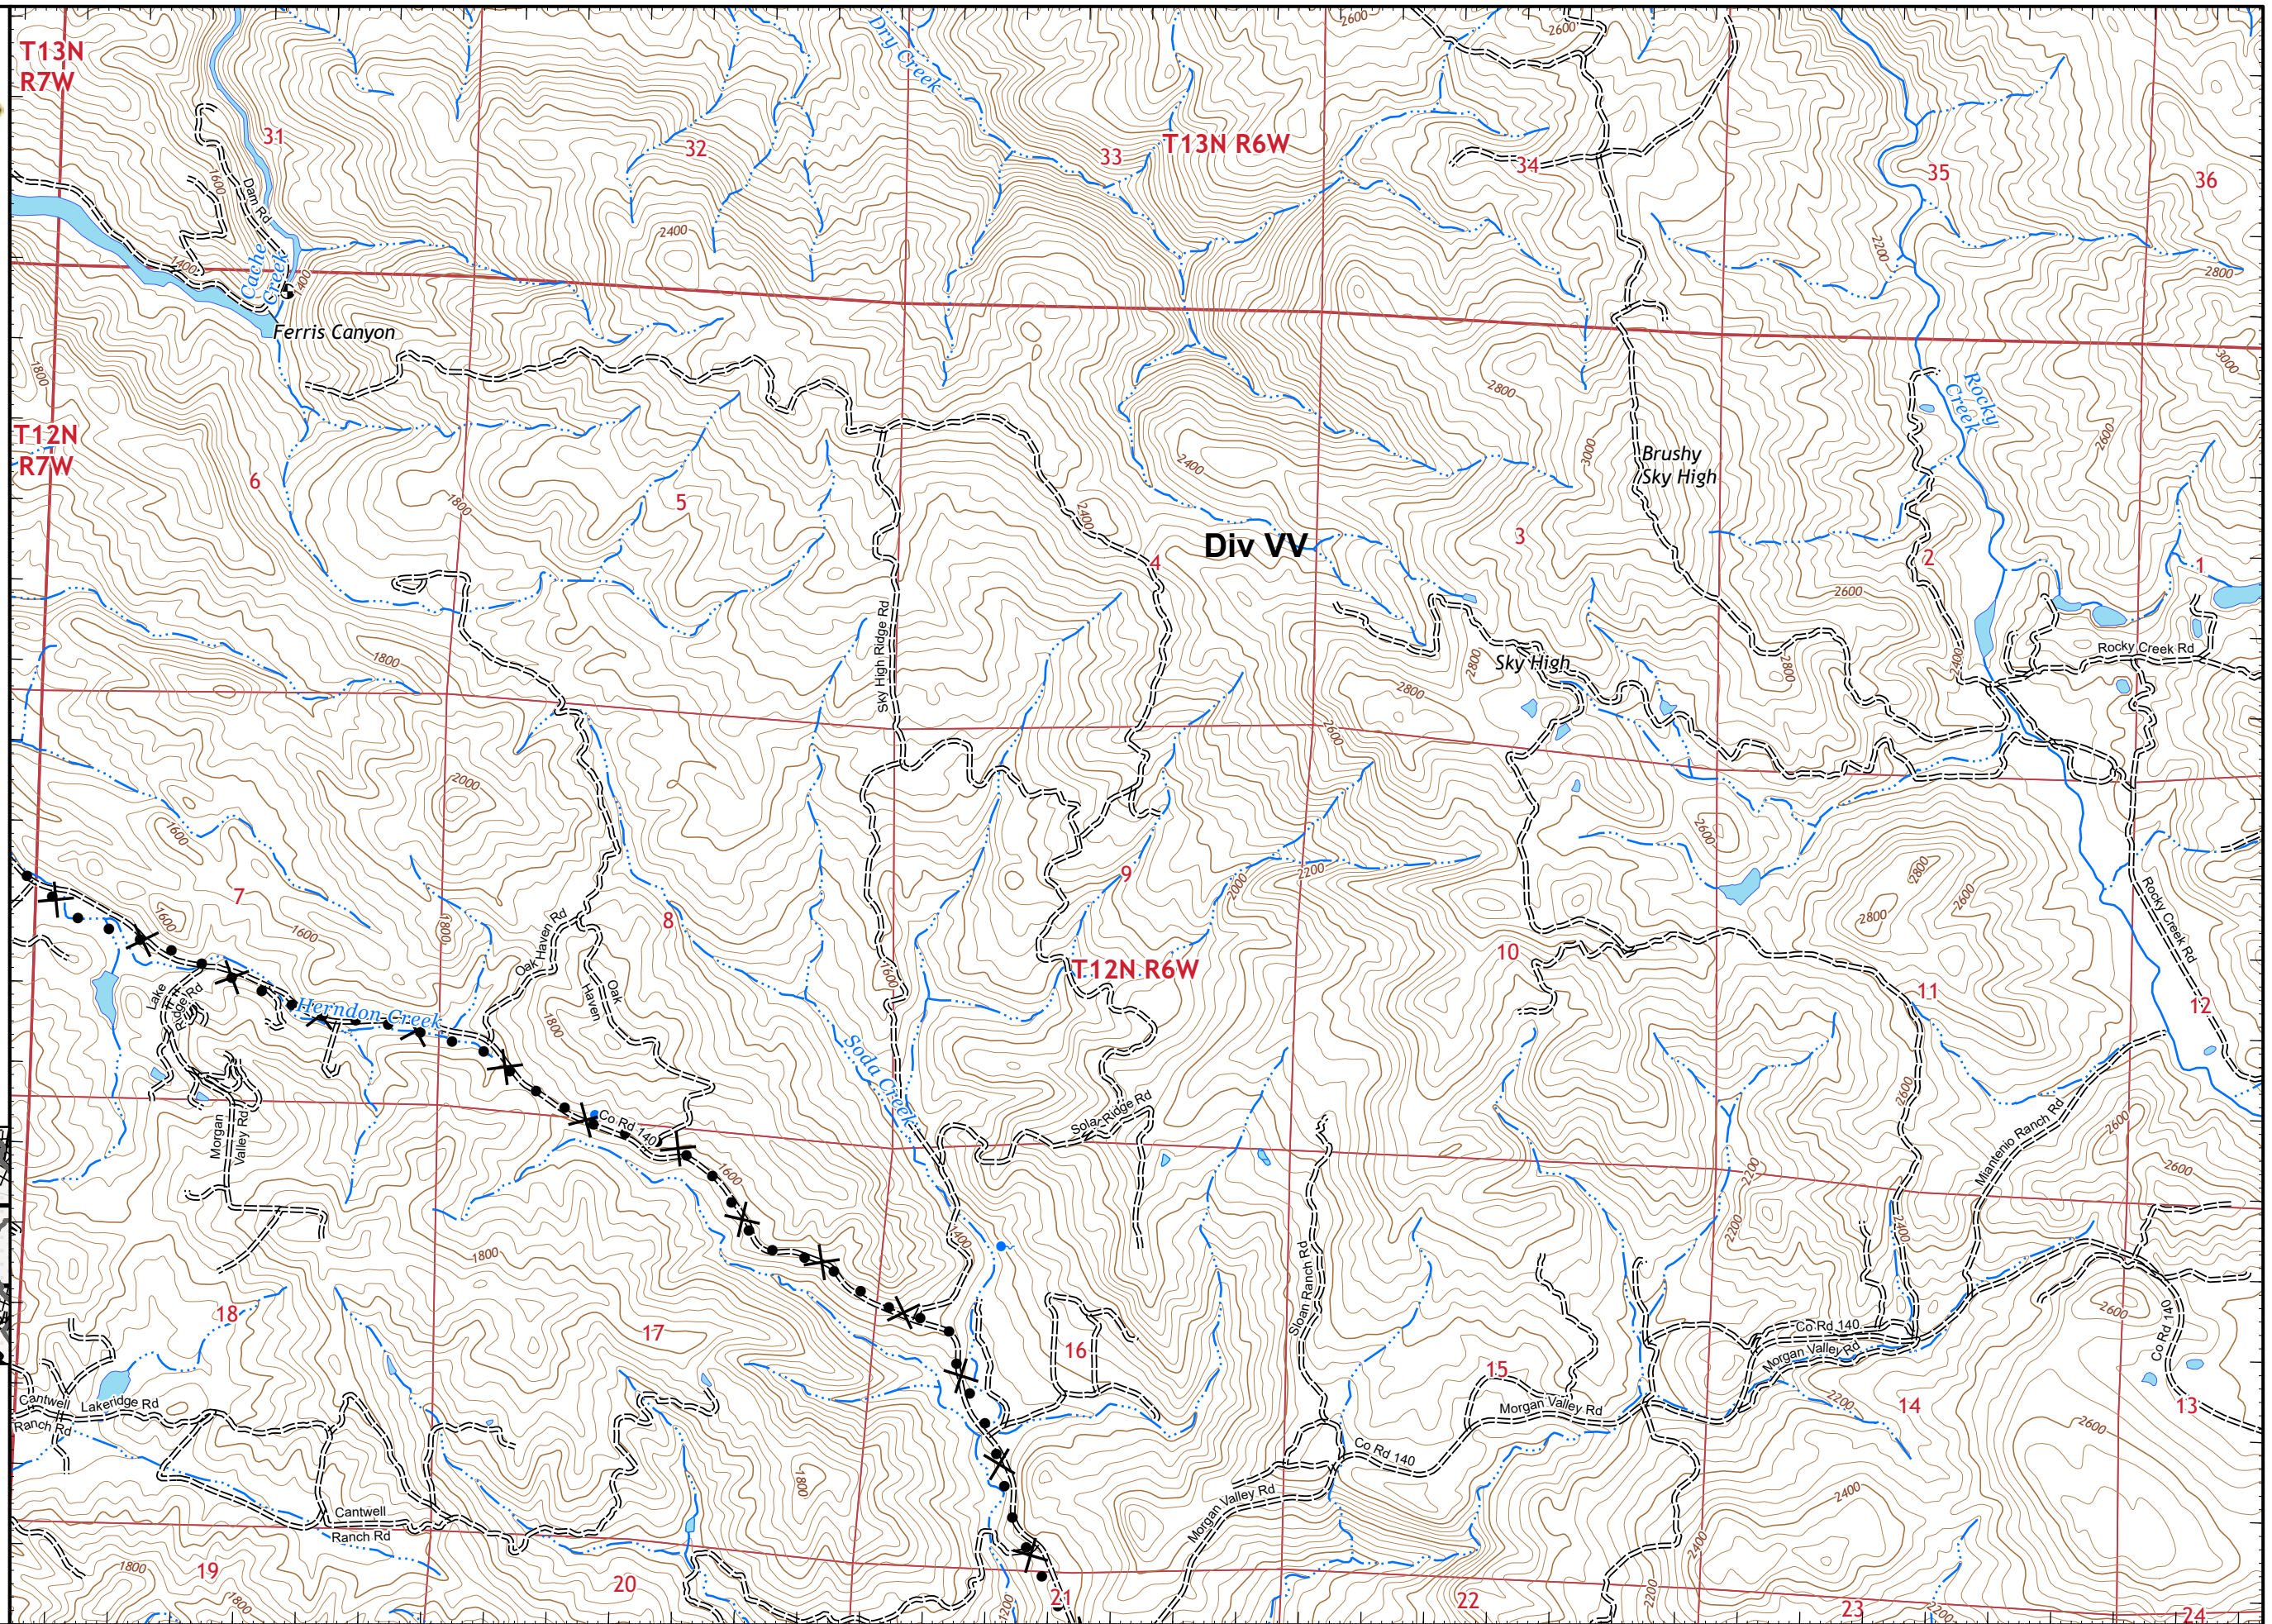 T13N
R7W
Dry Creek
2600
2600
31
32
33
T13N R6W
34
35
36
1600
Dam Rd
2400
2200
2800
1400
Cache
Creek
1400
Ferris Canyon
1800
2800
3000
Rocky
Creek
T12N
R7W
6
1800
5
2400
2400
3000
Brushy
Sky High
2600
Div VV
3
4
2
1
2600
Sky High Ridge Rd
1800
2800
Sky High
2800
2800
2400
Rocky Creek Rd
2600
2000
1600
2600
2800
2600
2800
7
1600
1600
1800
8
9
2000
2200
10
Oak Haven Rd
Oak
Haven
1600
T12N R6W
11
Rocky Creek Rd
12
Lake
Ridge Rd
Herndon Creek
1800
Soda Creek
Solar Ridge Rd
2600
Miantenio Ranch Rd
2600
2600
Morgan
Valley Rd
Co Rd 140
1600
2200
2200
2400
1400
1800
18
17
16
Sloan Ranch Rd
15
Co Rd 140
Morgan Valley Rd
2600
Co Rd 140
Cantwell
Ranch Rd
Lakeridge Rd
Morgan Valley Rd
2200
14
13
2600
Co Rd 140
1800
Morgan Valley Rd
2400
Cantwell
Ranch Rd
2400
1800
19
1800
20
21
1200
22
2200
23
2200
24